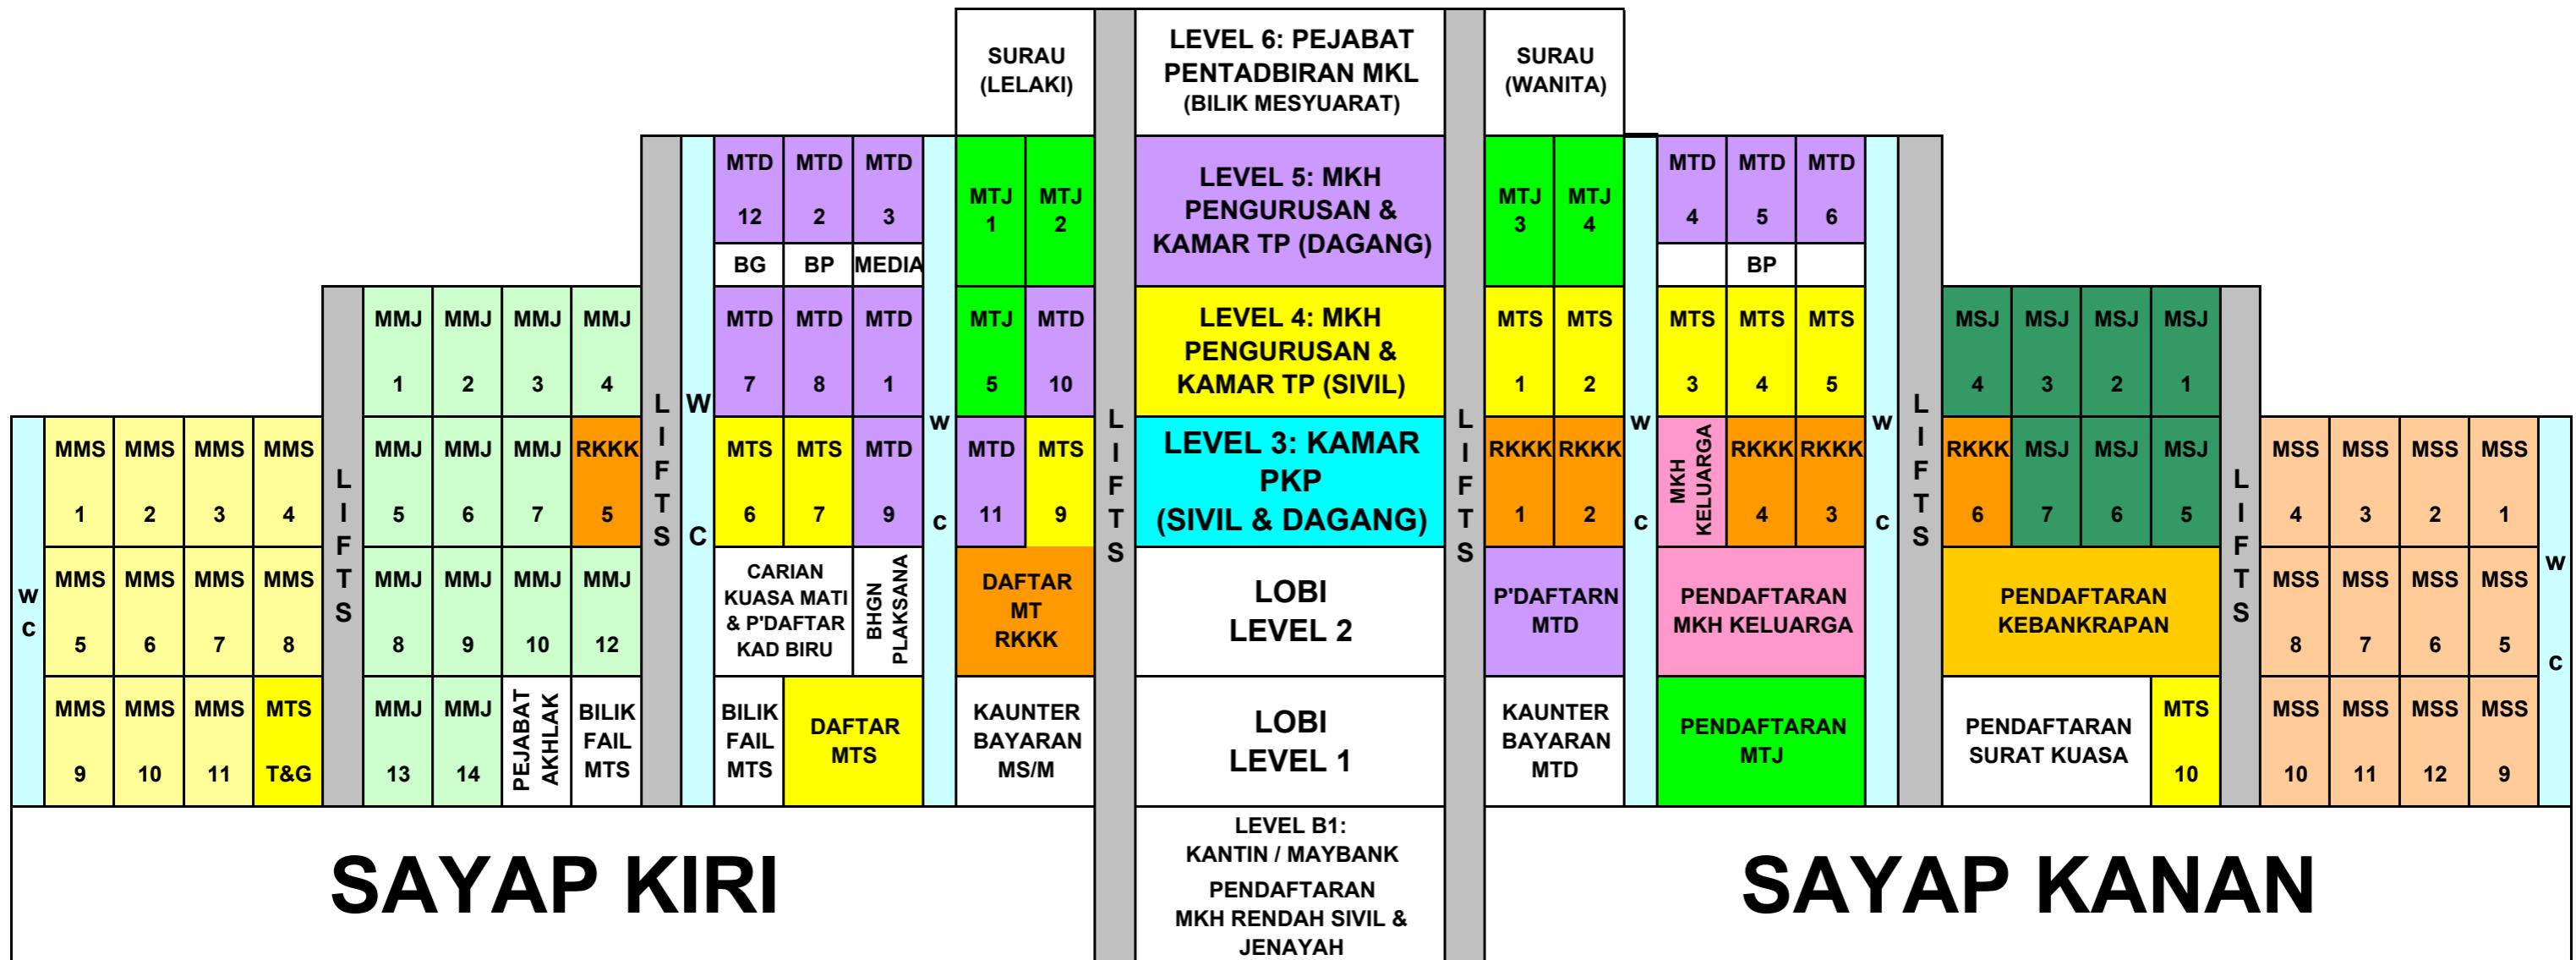 SURAU
(LELAKI)
LEVEL 6: PEJABAT
PENTADBIRAN MKL
(BILIK MESYUARAT)
SURAU
(WANITA)
MTD MTD MTD
12 2 3
MTJ MTJ
1 2
LEVEL 5: MKH
PENGURUSAN &
KAMAR TP (DAGANG)
MTJ MTJ
3 4
MTD MTD MTD
4 5 6
BG BP MEDIA
BP
MMJ MMJ MMJ MMJ
1 2 3 4
MTD MTD MTD
7 8 1
MTJ MTD
5 10
LEVEL 4: MKH
PENGURUSAN &
KAMAR TP (SIVIL)
MTS MTS
1 2
MTS MTS MTS
3 4 5
MSJ MSJ MSJ MSJ
4 3 2 1
MMS MMS MMS MMS
1 2 3 4
MMJ MMJ MMJ RKKK
5 6 7 5
MTS MTS MTD
6 7 9
MTD MTS
11 9
LEVEL 3: KAMAR
PKP
(SIVIL & DAGANG)
RKKK RKKK
1 2
MKH
KELUARGA
RKKK RKKK
4 3
RKKK MSJ MSJ MSJ
6 7 6 5
MSS MSS MSS MSS
4 3 2 1
MMS MMS MMS MMS
5 6 7 8
MMJ MMJ MMJ MMJ
8 9 10 12
CARIAN
KUASA MATI
& P'DAFTAR
KAD BIRU
BHGN
PLAKSANA
DAFTAR
MT
RKKK
LOBI
LEVEL 2
P'DAFTARN
MTD
PENDAFTARAN
MKH KELUARGA
PENDAFTARAN
KEBANKRAPAN
MSS MSS MSS MSS
8 7 6 5
MMS MMS MMS MTS
9 10 11 T&G
MMJ MMJ
13 14
PEJABAT
AKHLAK
BILIK
FAIL
MTS
BILIK
FAIL
MTS
DAFTAR
MTS
KAUNTER
BAYARAN
MS/M
LOBI
LEVEL 1
KAUNTER
BAYARAN
MTD
PENDAFTARAN
MTJ
PENDAFTARAN
SURAT KUASA
MTS
10
MSS MSS MSS MSS
10 11 12 9
W C
LIFTS
LIFTS
W C
W C
LIFTS
LIFTS
W C
W C
LIFTS
LIFTS
W C
SAYAP KIRI
LEVEL B1:
KANTIN / MAYBANK
PENDAFTARAN
MKH RENDAH SIVIL &
JENAYAH
SAYAP KANAN